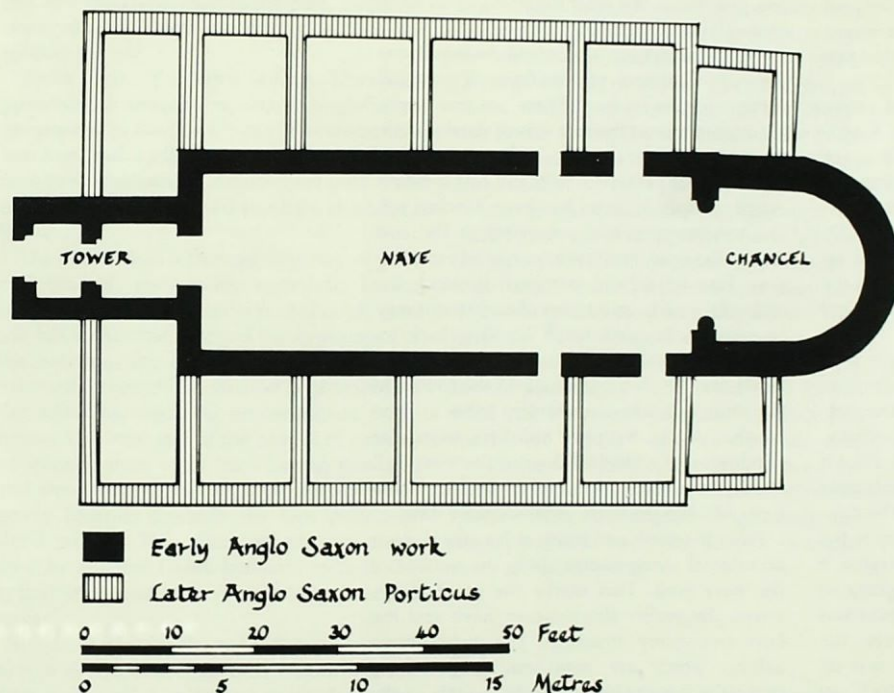 TOWER NAVE CHANCEL
Early Anglo Saxon work
Later Anglo Saxon Porticus
0 10 20 30 40 50 Feet
0 5 10 15 Metres